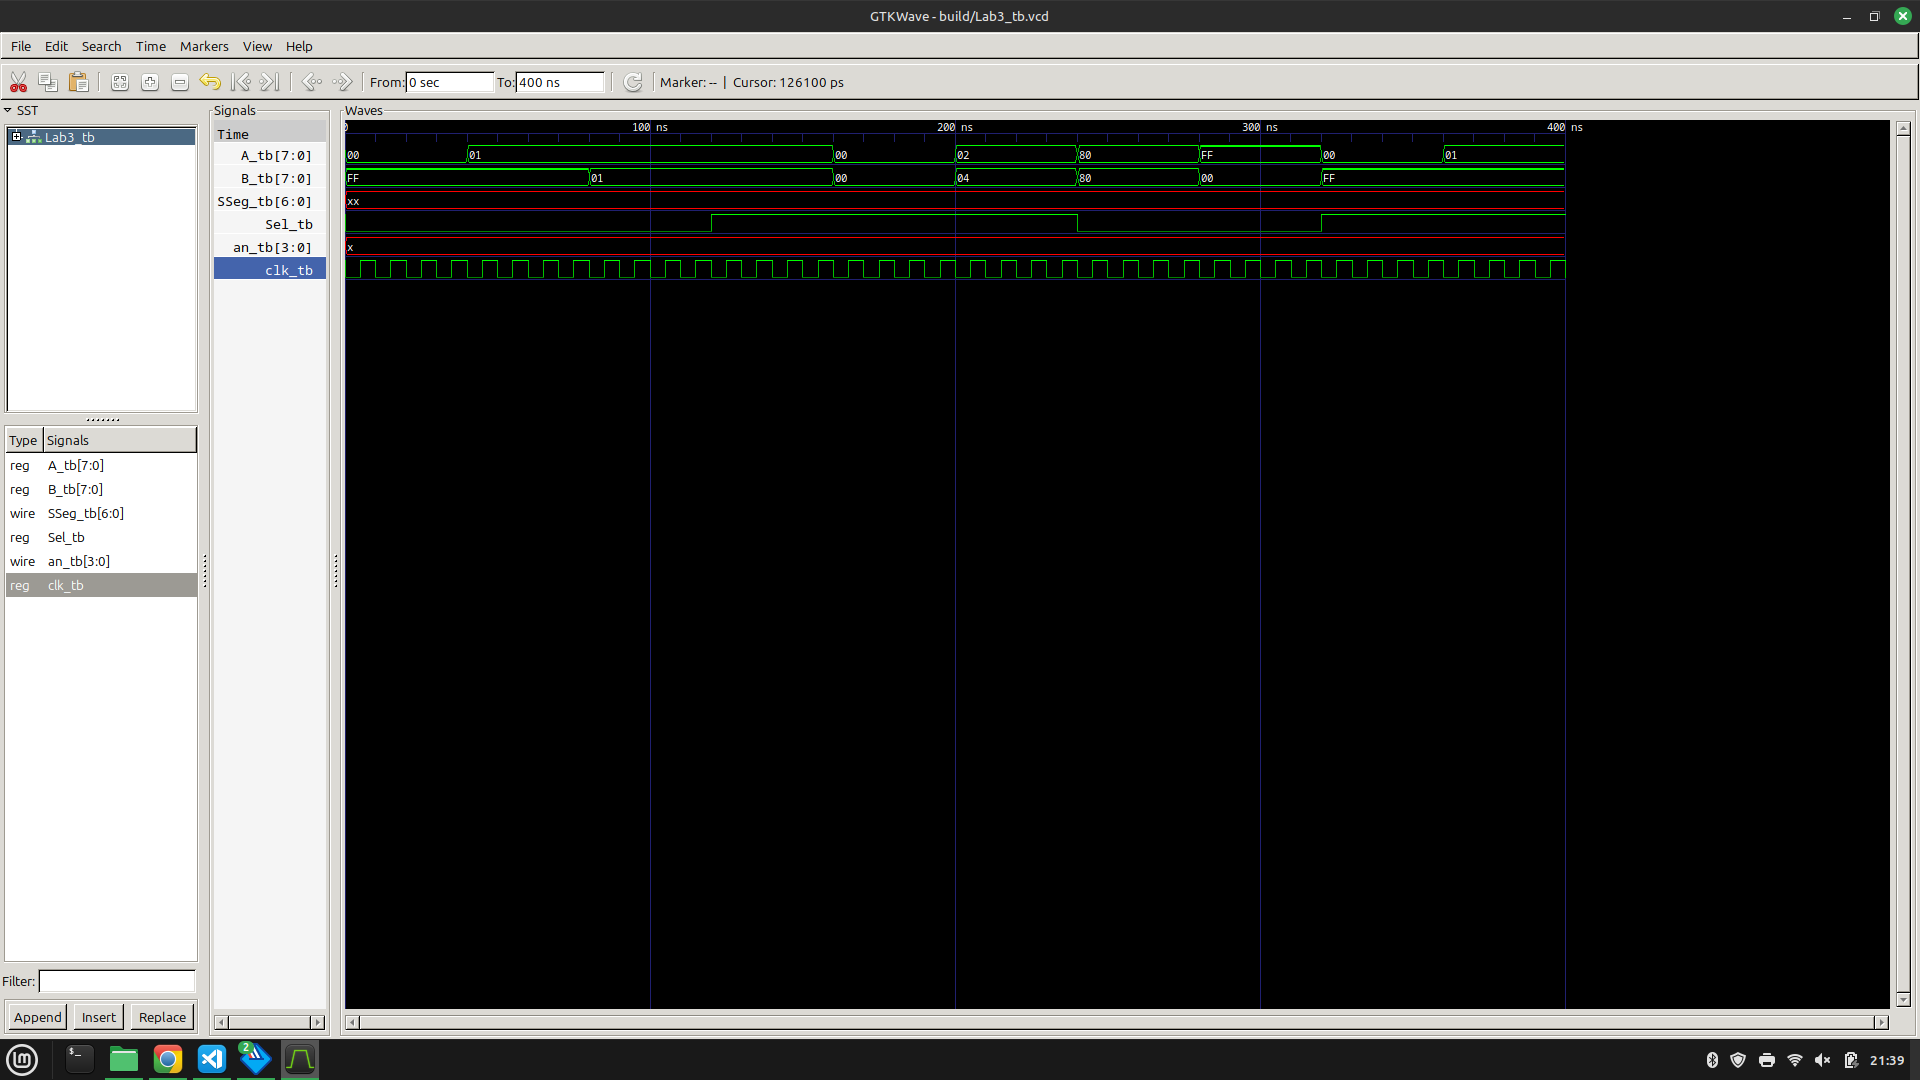 GTKWave - build/Lab3_tb.vcd
File Edit Search Time Markers View Help
From: 0 sec To: 400 ns Marker: -- | Cursor: 126100 ps
SST
Lab3_tb
Type Signals
reg A_tb[7:0]
reg B_tb[7:0]
wire SSeg_tb[6:0]
reg Sel_tb
wire an_tb[3:0]
reg clk_tb
Filter:
Append Insert Replace
Signals
Time
A_tb[7:0]
B_tb[7:0]
SSeg_tb[6:0]
Sel_tb
an_tb[3:0]
clk_tb
Waves
0 100 ns 200 ns 300 ns 400 ns
00 01 00 02 80 FF 00 01
FF 01 00 04 80 00 FF
xx
x
$_
2
21:39